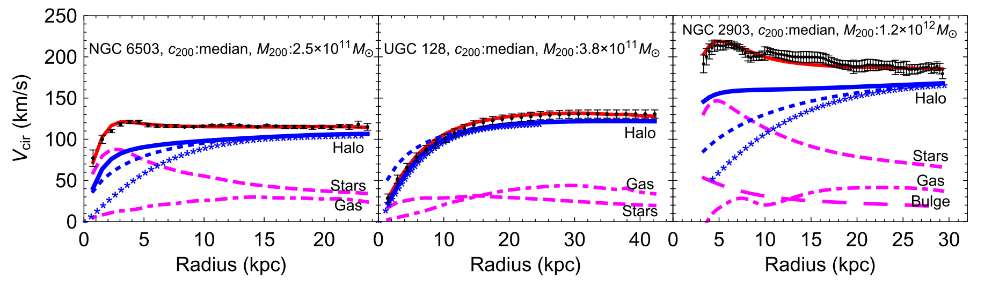 250
200
150
100
50
0
V_cir (km/s)
NGC 6503, c_200:median, M_200:2.5×10^11 M_⊙
Halo
Stars
Gas
0 5 10 15 20
Radius (kpc)
UGC 128, c_200:median, M_200:3.8×10^11 M_⊙
Halo
Gas
Stars
0 10 20 30 40
Radius (kpc)
NGC 2903, c_200:median, M_200:1.2×10^12 M_⊙
Halo
Stars
Gas
Bulge
0 5 10 15 20 25 30
Radius (kpc)